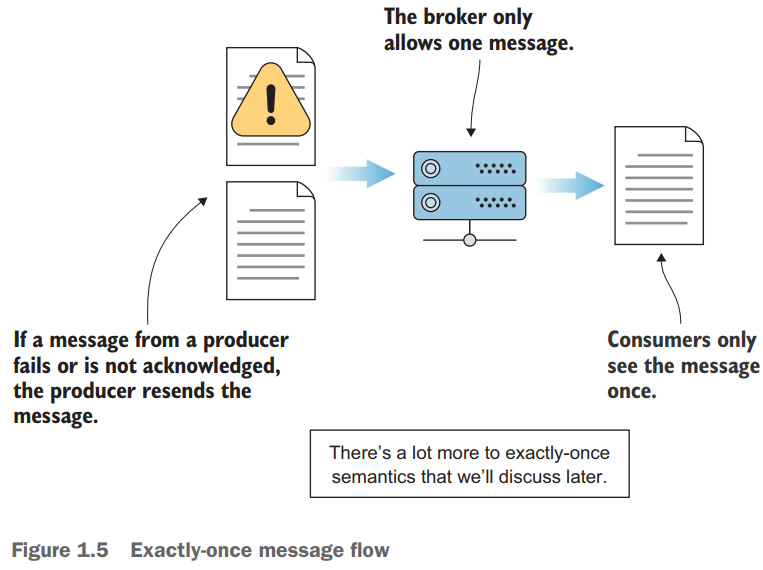 The broker only
allows one message.
If a message from a producer
fails or is not acknowledged,
the producer resends the
message.
Consumers only
see the message
once.
There's a lot more to exactly-once
semantics that we'll discuss later.
Figure 1.5 Exactly-once message flow